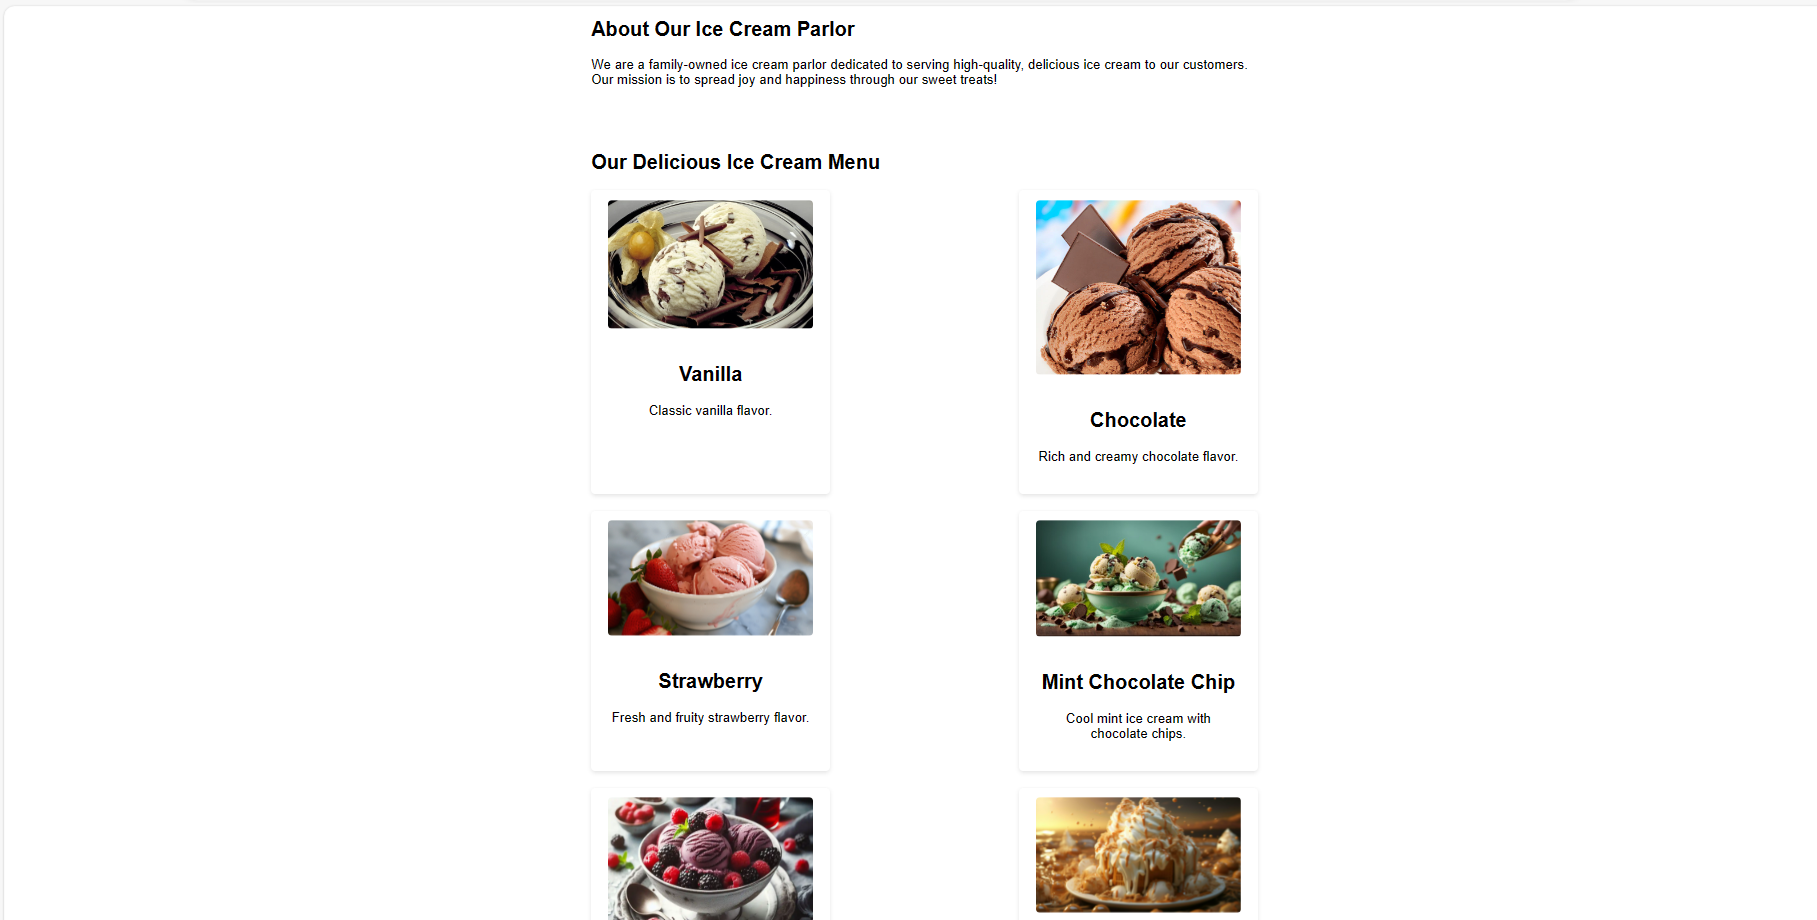 About Our Ice Cream Parlor
We are a family-owned ice cream parlor dedicated to serving high-quality, delicious ice cream to our customers.
Our mission is to spread joy and happiness through our sweet treats!
Our Delicious Ice Cream Menu
Vanilla
Classic vanilla flavor.
Chocolate
Rich and creamy chocolate flavor.
Strawberry
Fresh and fruity strawberry flavor.
Mint Chocolate Chip
Cool mint ice cream with
chocolate chips.